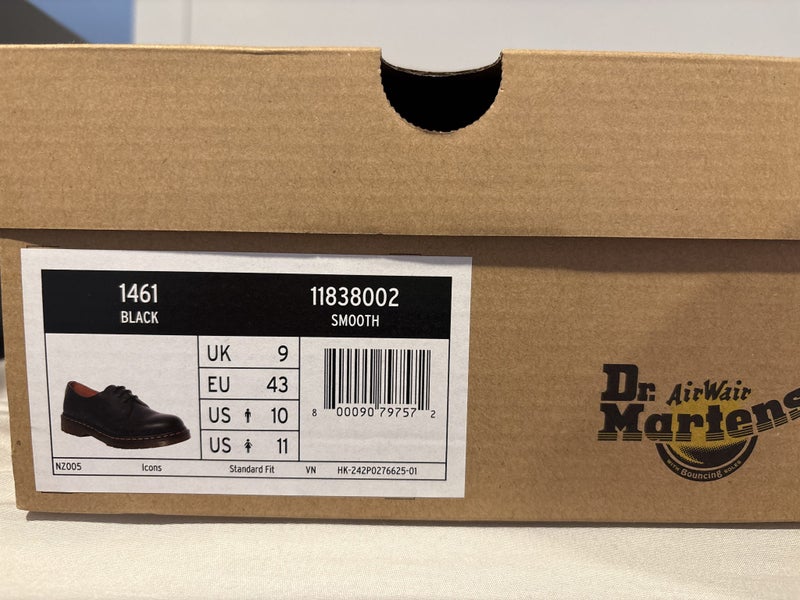 1461
BLACK
11838002
SMOOTH
UK 9
EU 43
US 10
US 11
8 00090 79757 2
NZ005 Icons Standard Fit VN HK-242P0276625-01
Dr. AirWair
Martens
WITH Bouncing SOLES